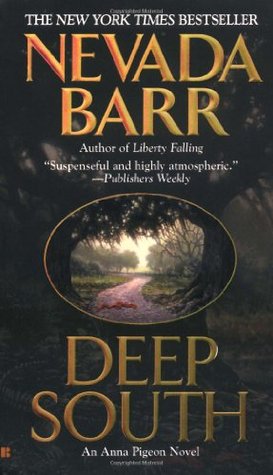 THE NEW YORK TIMES BESTSELLER
NEVADA
BARR
Author of Liberty Falling
“Suspenseful and highly atmospheric.”
—Publishers Weekly
DEEP
SOUTH
An Anna Pigeon Novel
B